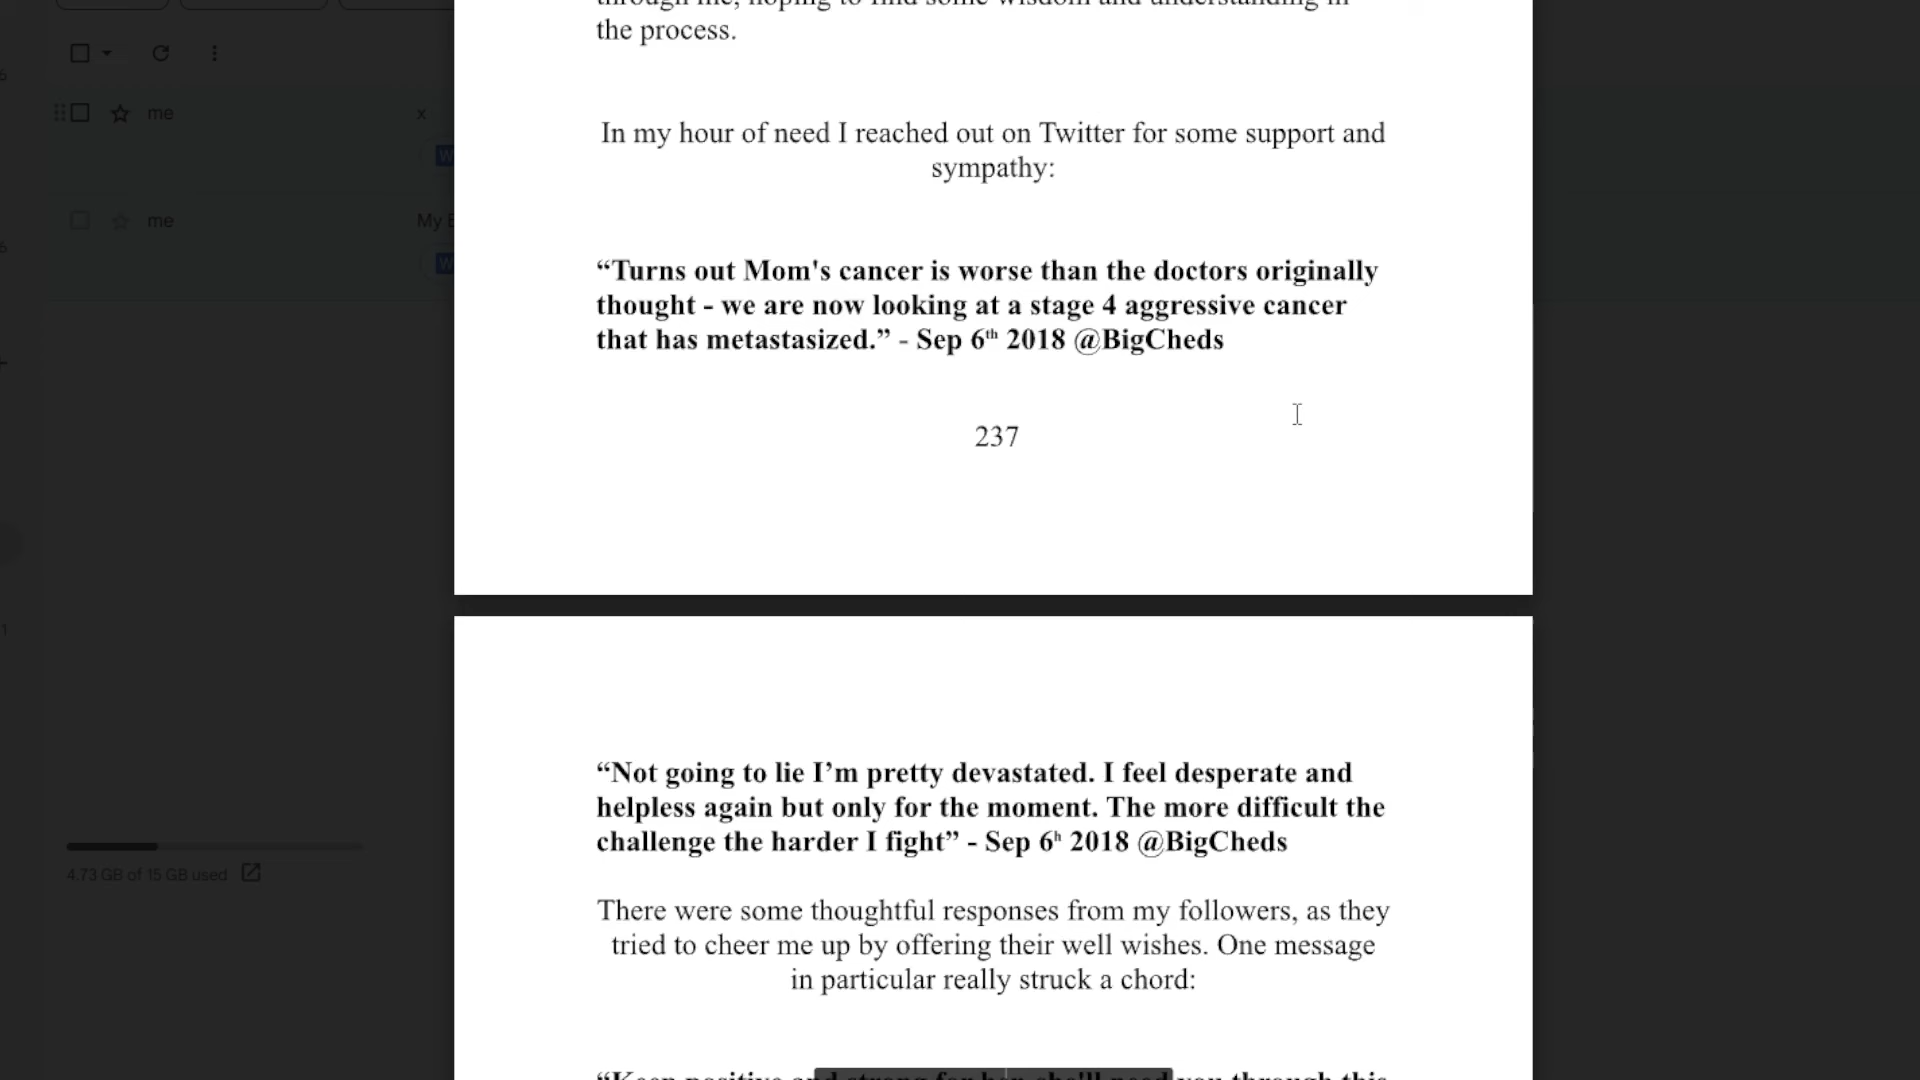 the process.
me
x
In my hour of need I reached out on Twitter for some support and
sympathy:
me
My
“Turns out Mom's cancer is worse than the doctors originally
thought - we are now looking at a stage 4 aggressive cancer
that has metastasized.” - Sep 6th 2018 @BigCheds
237
“Not going to lie I’m pretty devastated. I feel desperate and
helpless again but only for the moment. The more difficult the
challenge the harder I fight” - Sep 6h 2018 @BigCheds
4.73 GB of 15 GB used
There were some thoughtful responses from my followers, as they
tried to cheer me up by offering their well wishes. One message
in particular really struck a chord: